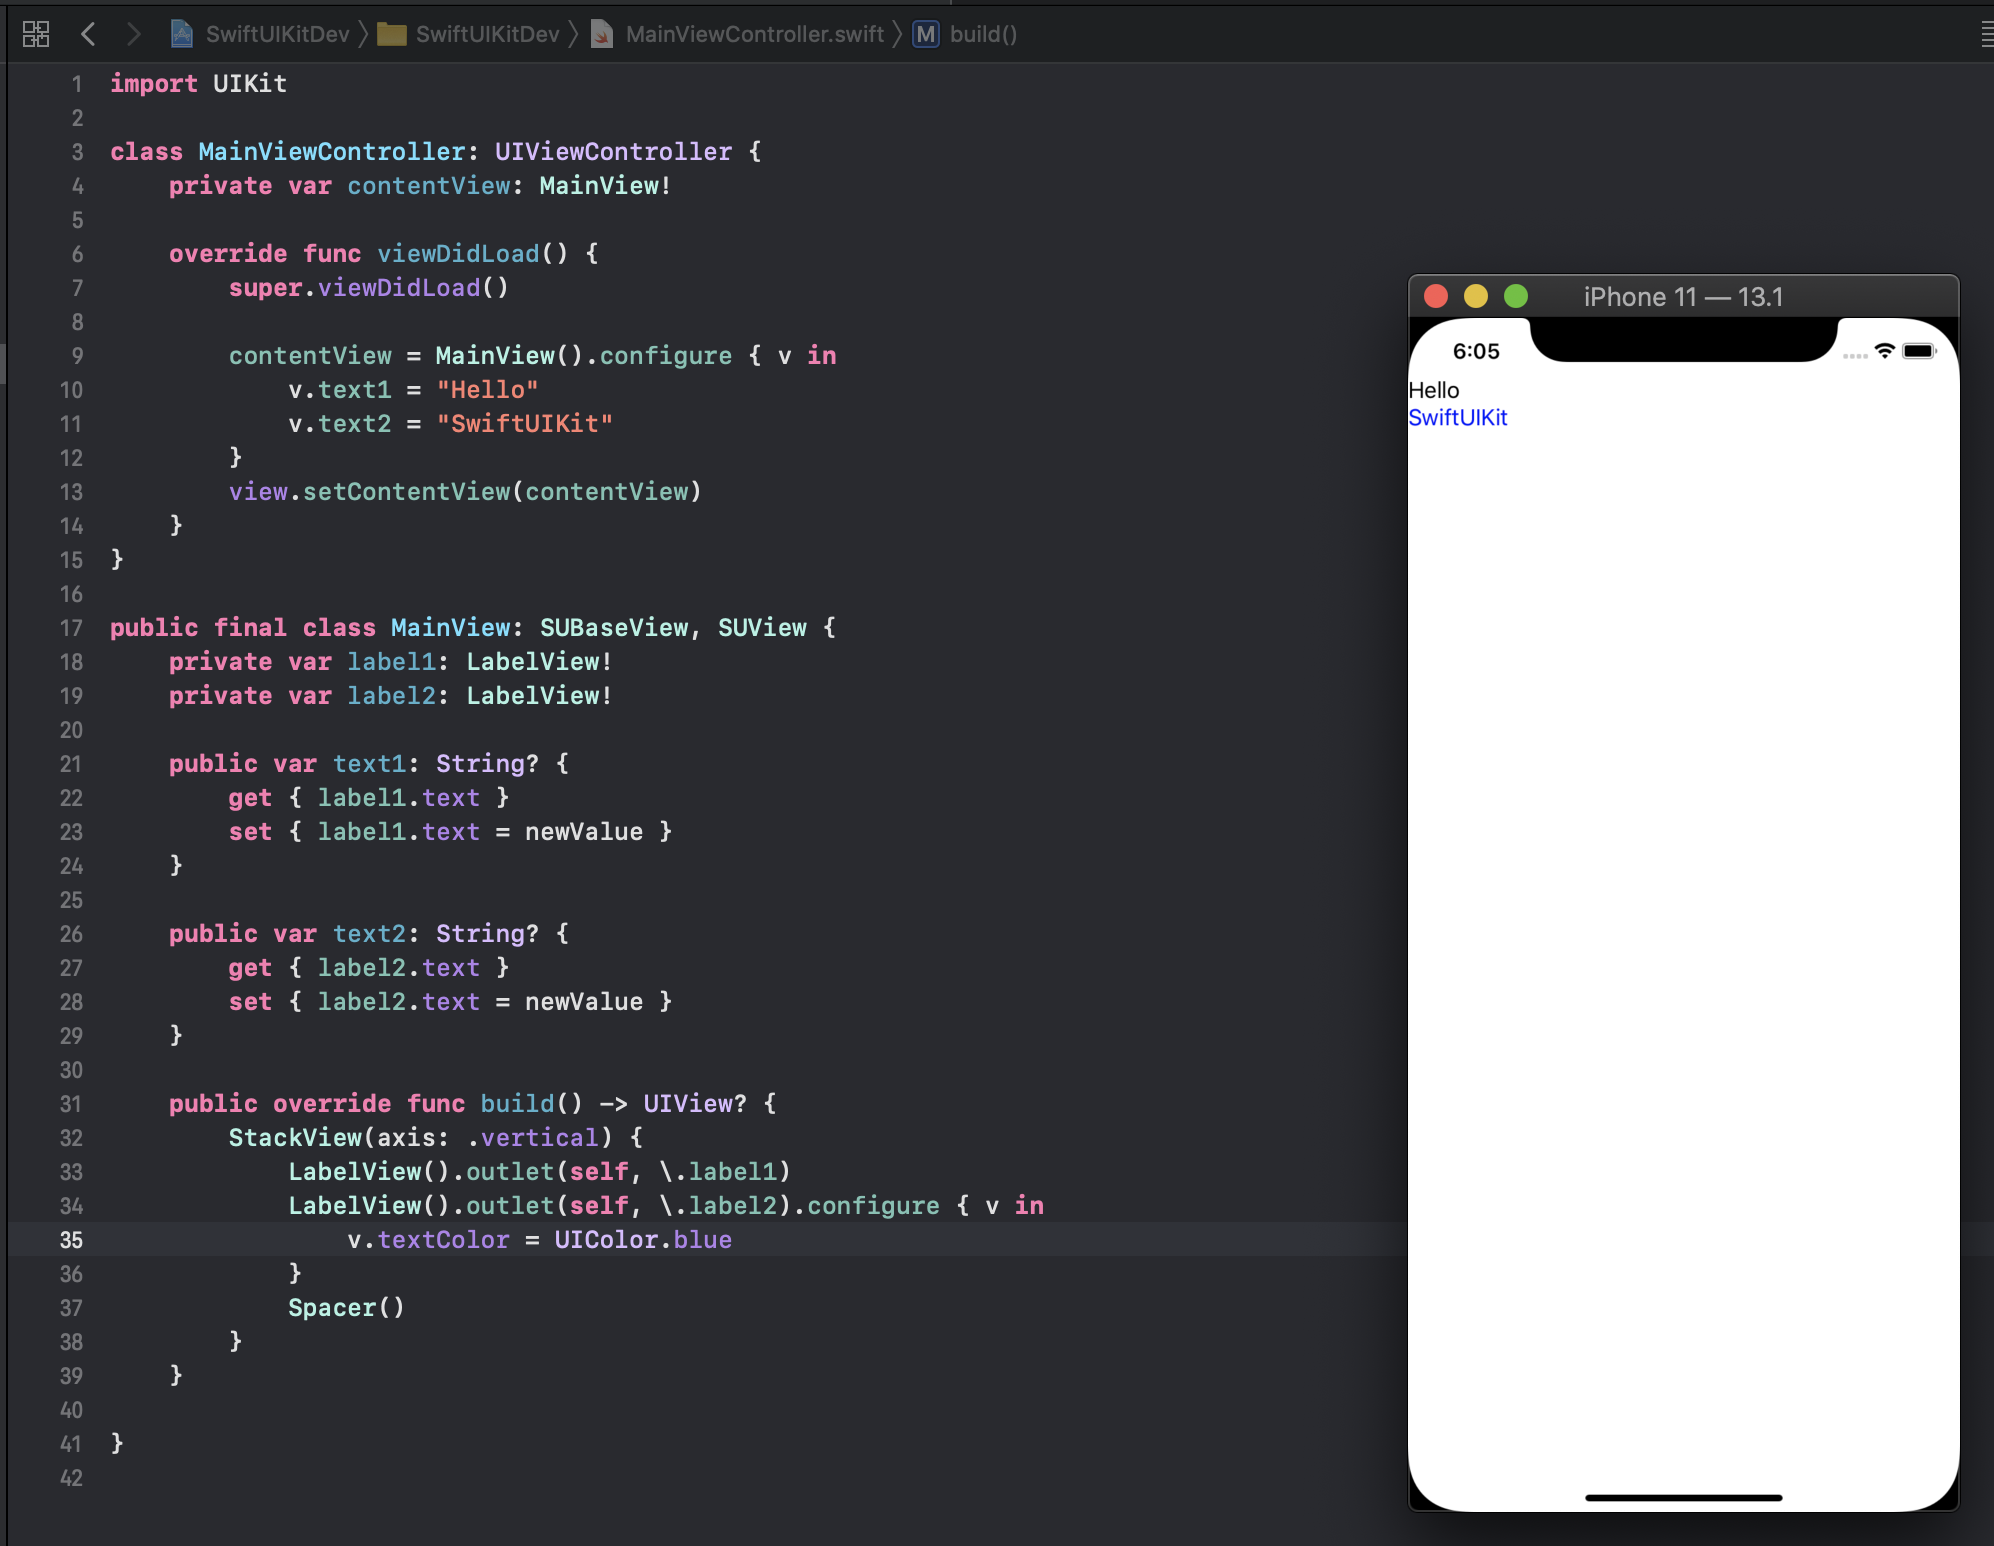 SwiftUIKitDev SwiftUIKitDev MainViewController.swift M build()
1 import UIKit
2
3 class MainViewController: UIViewController {
4     private var contentView: MainView!
5
6     override func viewDidLoad() {
7         super.viewDidLoad()
8
9         contentView = MainView().configure { v in
10             v.text1 = "Hello"
11             v.text2 = "SwiftUIKit"
12         }
13         view.setContentView(contentView)
14     }
15 }
16
17 public final class MainView: SUBaseView, SUView {
18     private var label1: LabelView!
19     private var label2: LabelView!
20
21     public var text1: String? {
22         get { label1.text }
23         set { label1.text = newValue }
24     }
25
26     public var text2: String? {
27         get { label2.text }
28         set { label2.text = newValue }
29     }
30
31     public override func build() -> UIView? {
32         StackView(axis: .vertical) {
33             LabelView().outlet(self, \.label1)
34             LabelView().outlet(self, \.label2).configure { v in
35                 v.textColor = UIColor.blue
36             }
37             Spacer()
38         }
39     }
40
41 }
42
iPhone 11 — 13.1
6:05
Hello
SwiftUIKit